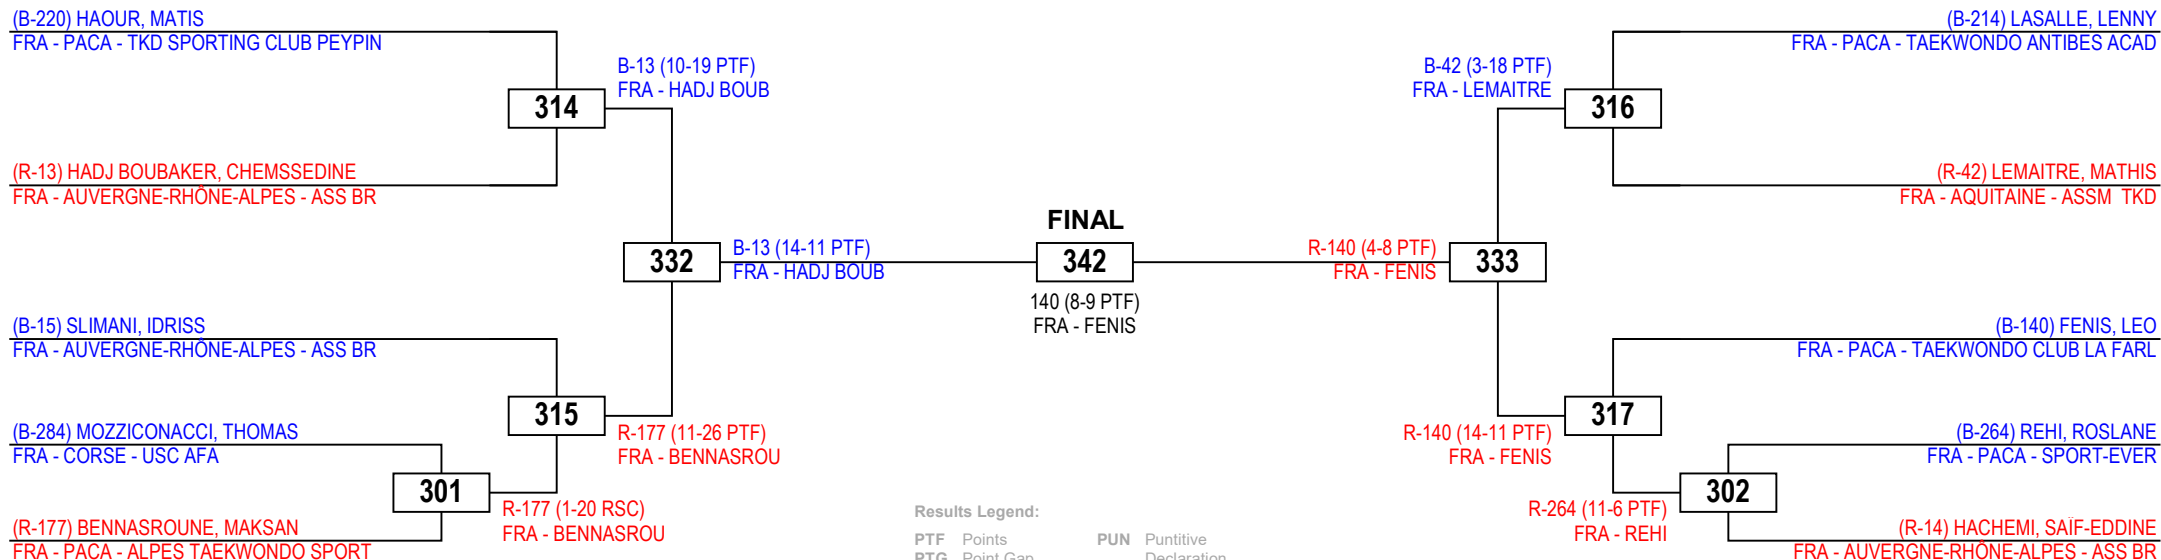 (B-220) HAOUR, MATIS
FRA - PACA - TKD SPORTING CLUB PEYPIN
B-13 (10-19 PTF)
FRA - HADJ BOUB
314
(R-13) HADJ BOUBAKER, CHEMSSEDINE
FRA - AUVERGNE-RHÔNE-ALPES - ASS BR
332
B-13 (14-11 PTF)
FRA - HADJ BOUB
(B-15) SLIMANI, IDRISS
FRA - AUVERGNE-RHÔNE-ALPES - ASS BR
315
R-177 (11-26 PTF)
FRA - BENNASROU
(B-284) MOZZICONACCI, THOMAS
FRA - CORSE - USC AFA
301
R-177 (1-20 RSC)
FRA - BENNASROU
(R-177) BENNASROUNE, MAKSAN
FRA - PACA - ALPES TAEKWONDO SPORT
FINAL
342
140 (8-9 PTF)
FRA - FENIS
(B-214) LASALLE, LENNY
FRA - PACA - TAEKWONDO ANTIBES ACAD
B-42 (3-18 PTF)
FRA - LEMAITRE
316
(R-42) LEMAITRE, MATHIS
FRA - AQUITAINE - ASSM  TKD
R-140 (4-8 PTF)
FRA - FENIS
333
(B-140) FENIS, LEO
FRA - PACA - TAEKWONDO CLUB LA FARL
317
R-140 (14-11 PTF)
FRA - FENIS
(B-264) REHI, ROSLANE
FRA - PACA - SPORT-EVER
302
R-264 (11-6 PTF)
FRA - REHI
(R-14) HACHEMI, SAÏF-EDDINE
FRA - AUVERGNE-RHÔNE-ALPES - ASS BR
Results Legend:
PTF Points PUN Puntitive
PTG Point Gap Declaration